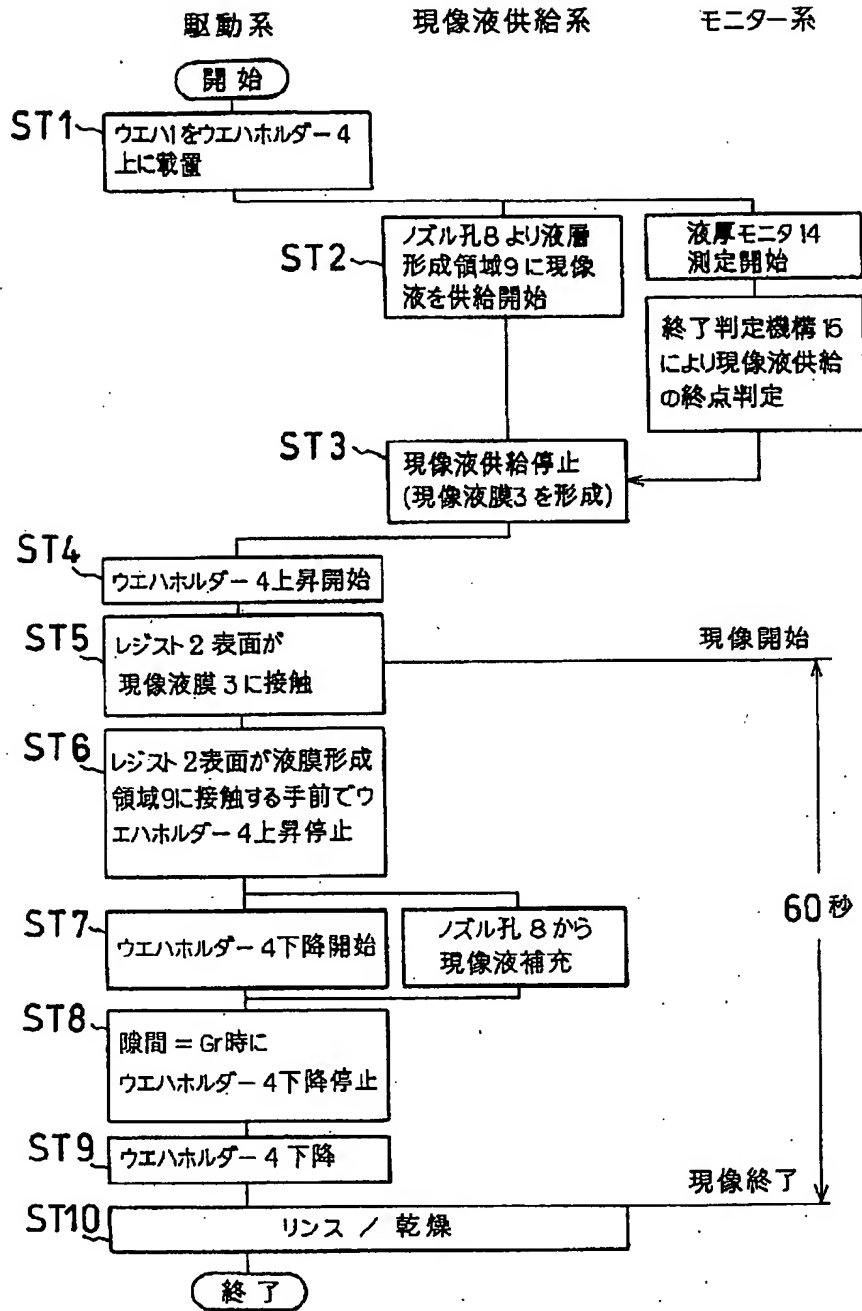 駆動系 現像液供給系 モニター系
開始
ST1
ウエハ1をウエハホルダー4
上に載置
ST2
ノズル孔8より液層
形成領域9に現像
液を供給開始
液厚モニタ14
測定開始
終了判定機構15
により現像液供給
の終点判定
ST3
現像液供給停止
(現像液膜3を形成)
ST4
ウエハホルダー4上昇開始
ST5
レジスト2表面が
現像液膜3に接触
現像開始
ST6
レジスト2表面が液膜形成
領域9に接触する手前でウ
エハホルダー4上昇停止
60秒
ST7
ウエハホルダー4下降開始
ノズル孔8から
現像液補充
ST8
隙間=Gr時に
ウエハホルダー4下降停止
ST9
ウエハホルダー4下降
現像終了
ST10
リンス/乾燥
終了